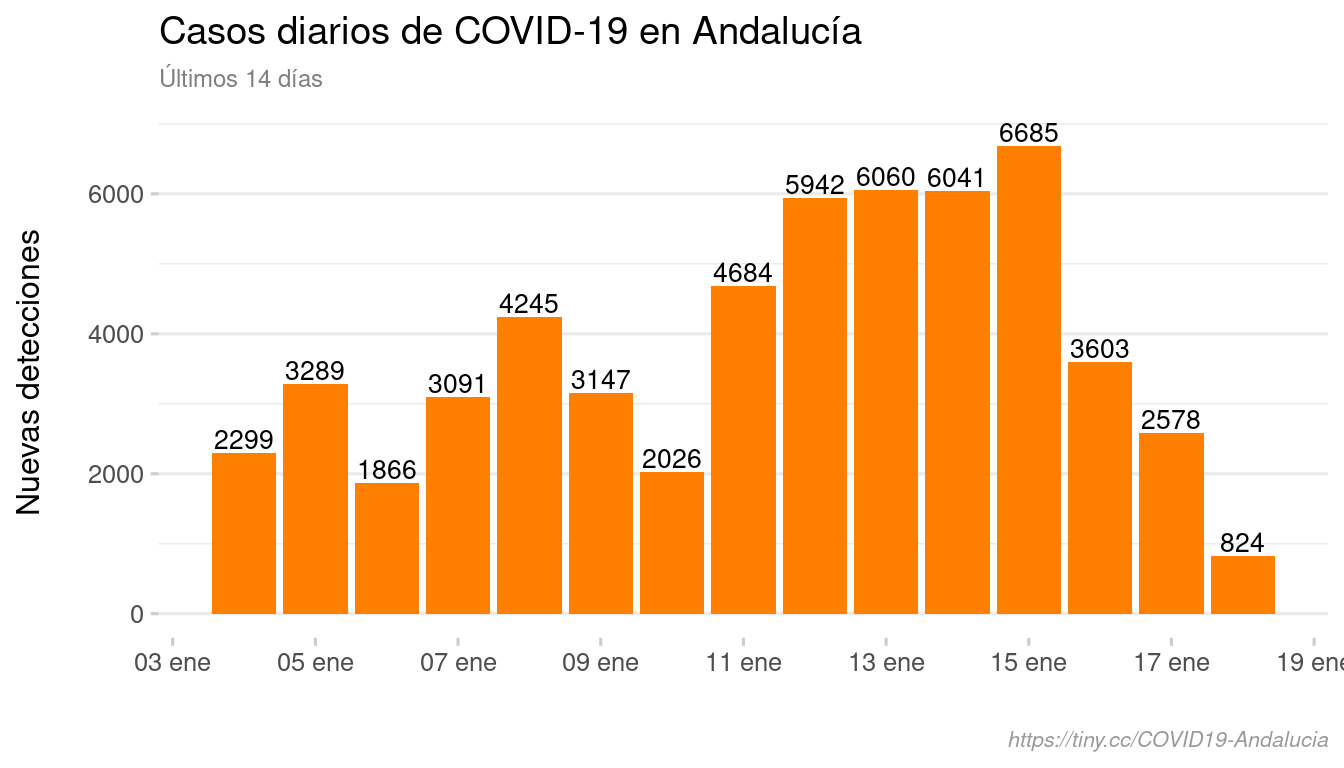 Casos diarios de COVID-19 en Andalucía
Últimos 14 días
Nuevas detecciones
6000
4000
2000
0
2299
3289
1866
3091
4245
3147
2026
4684
5942
6060
6041
6685
3603
2578
824
03 ene
05 ene
07 ene
09 ene
11 ene
13 ene
15 ene
17 ene
19 ene
https://tiny.cc/COVID19-Andalucia